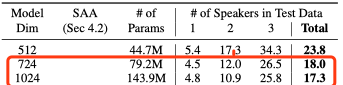 Model SAA # of # of Speakers in Test Data
Dim (Sec 4.2) Params 1 2 3 Total
512 44.7M 5.4 17.3 34.3 23.8
724 79.2M 4.5 12.0 26.5 18.0
1024 143.9M 4.8 10.9 25.8 17.3